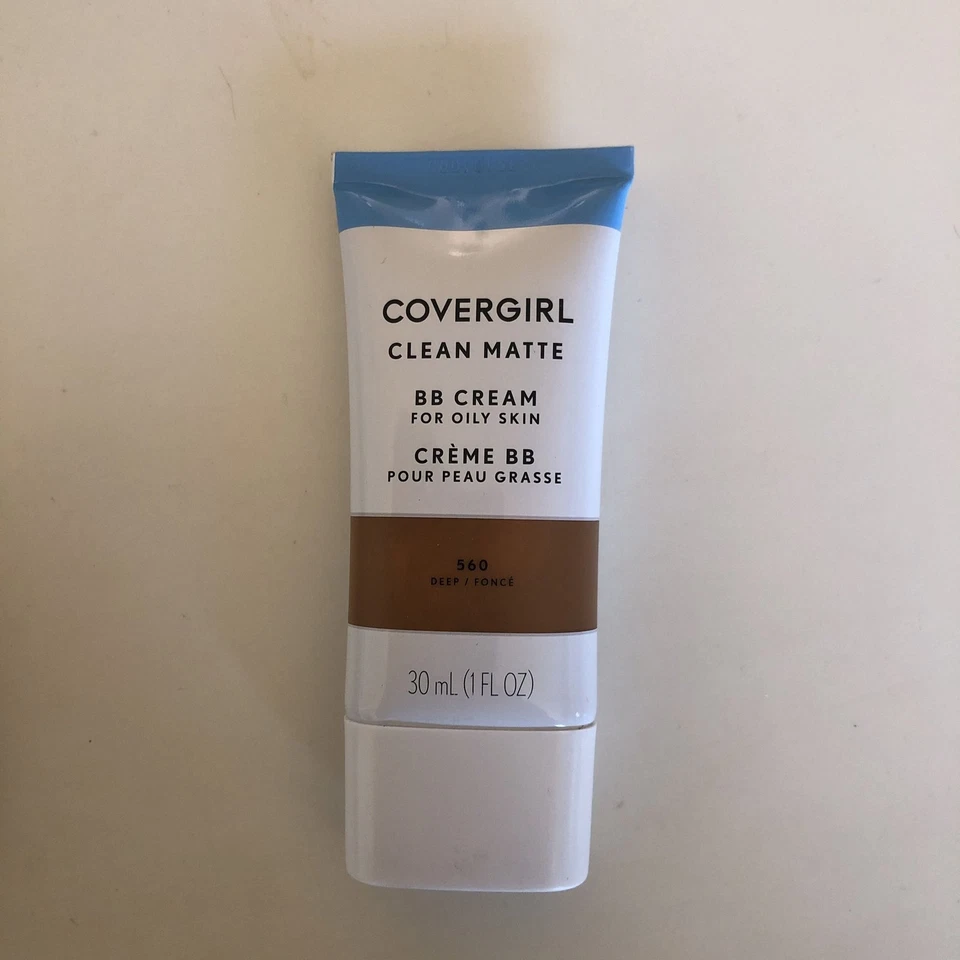 COVERGIRL
CLEAN MATTE
BB CREAM
FOR OILY SKIN
CRÈME BB
POUR PEAU GRASSE
560
DEEP / FONCÉ
30 mL (1 FL OZ)